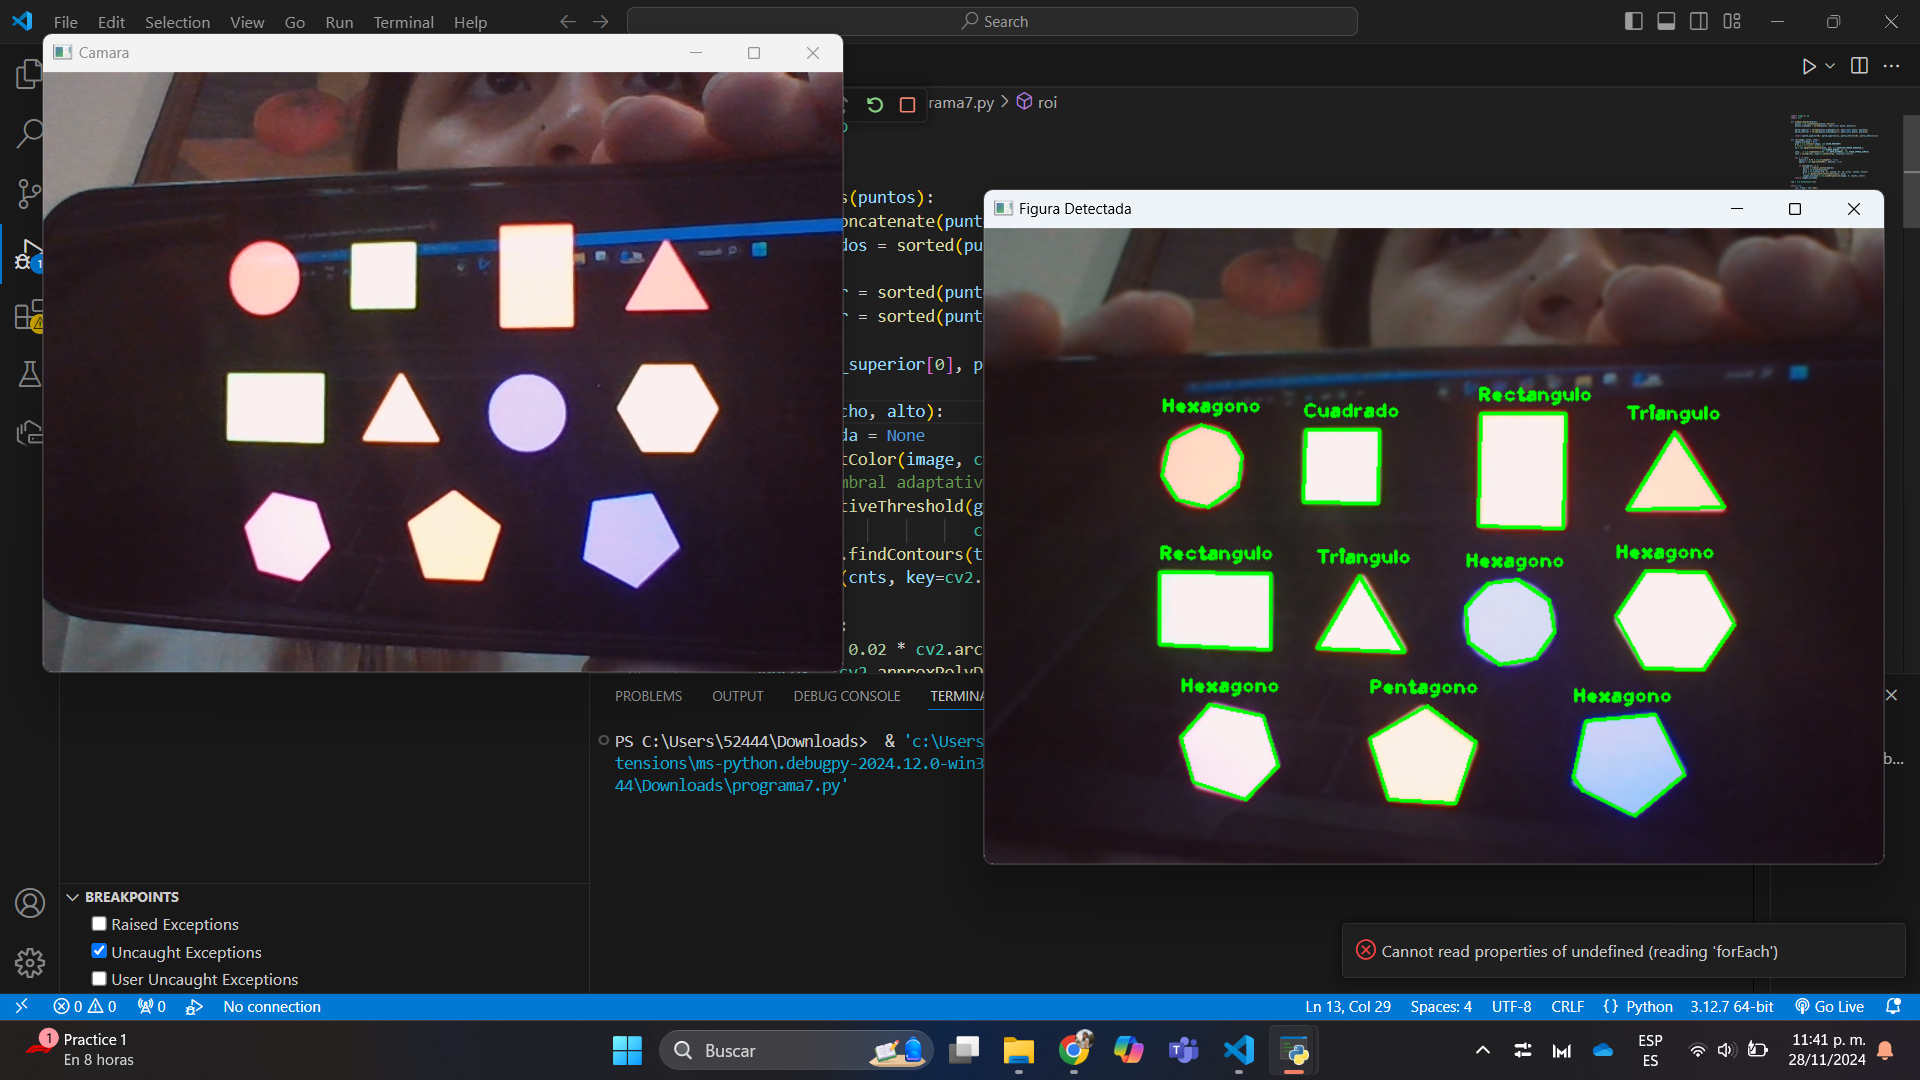 File Edit Selection View Go Run Terminal Help
Search
Camara
rama7.py > roi
s(puntos):
oncatenate(punt
dos = sorted(pu
r = sorted(punt
r = sorted(punt
_superior[0], p
cho, alto):
da = None
tColor(image, c
mbral adaptativ
tiveThreshold(g
c
.findContours(t
(cnts, key=cv2.
:
0.02 * cv2.arc
Figura Detectada
Hexagono
Cuadrado
Rectangulo
Triangulo
Rectangulo
Triangulo
Hexagono
Hexagono
Hexagono
Pentagono
Hexagono
PROBLEMS OUTPUT DEBUG CONSOLE TERMINA
PS C:\Users\52444\Downloads> & 'c:\Users
tensions\ms-python.debugpy-2024.12.0-win3
44\Downloads\programa7.py'
b...
BREAKPOINTS
Raised Exceptions
Uncaught Exceptions
User Uncaught Exceptions
1
Cannot read properties of undefined (reading 'forEach')
0 0 0 No connection
Ln 13, Col 29 Spaces: 4 UTF-8 CRLF {} Python 3.12.7 64-bit Go Live
1
Practice 1
En 8 horas
Buscar
ESP
ES
11:41 p. m.
28/11/2024